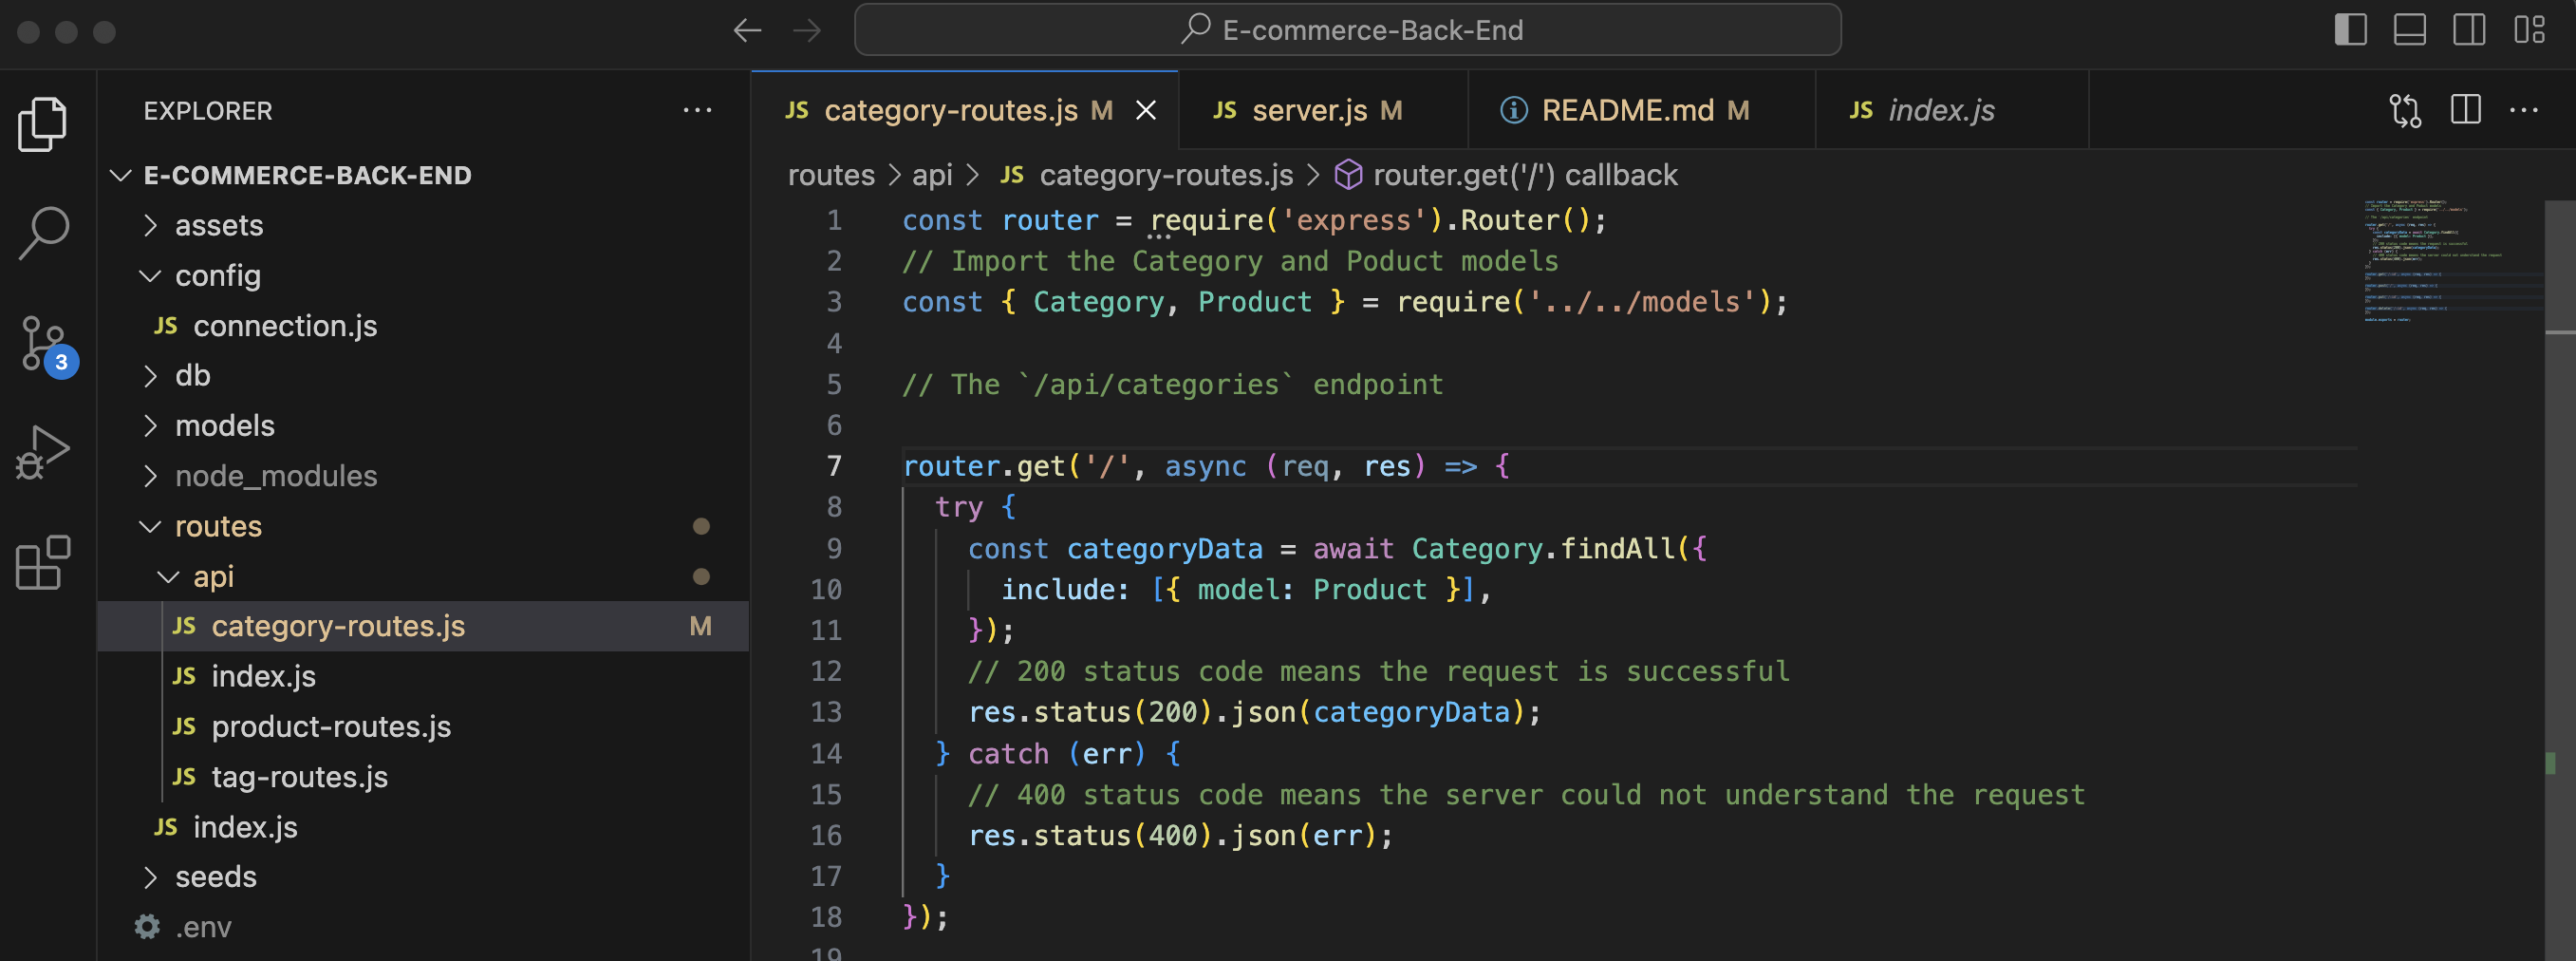 E-commerce-Back-End
EXPLORER
E-COMMERCE-BACK-END
assets
config
JS connection.js
db
models
node_modules
routes
api
JS category-routes.js M
JS index.js
JS product-routes.js
JS tag-routes.js
JS index.js
seeds
.env
3
JS category-routes.js M
JS server.js M
README.md M
JS index.js
routes > api > JS category-routes.js > router.get('/') callback
1 const router = require('express').Router();
2 // Import the Category and Poduct models
3 const { Category, Product } = require('../../models');
4
5 // The `/api/categories` endpoint
6
7 router.get('/', async (req, res) => {
8 try {
9 const categoryData = await Category.findAll({
10 include: [{ model: Product }],
11 });
12 // 200 status code means the request is successful
13 res.status(200).json(categoryData);
14 } catch (err) {
15 // 400 status code means the server could not understand the request
16 res.status(400).json(err);
17 }
18 });
19